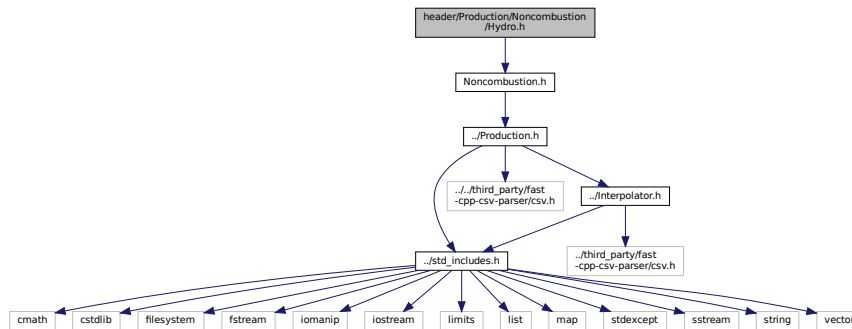 header/Production/Noncombustion
/Hydro.h
Noncombustion.h
../Production.h
../../third_party/fast
-cpp-csv-parser/csv.h
../Interpolator.h
../std_includes.h
../third_party/fast
-cpp-csv-parser/csv.h
cmath
cstdlib
filesystem
fstream
iomanip
iostream
limits
list
map
stdexcept
sstream
string
vector